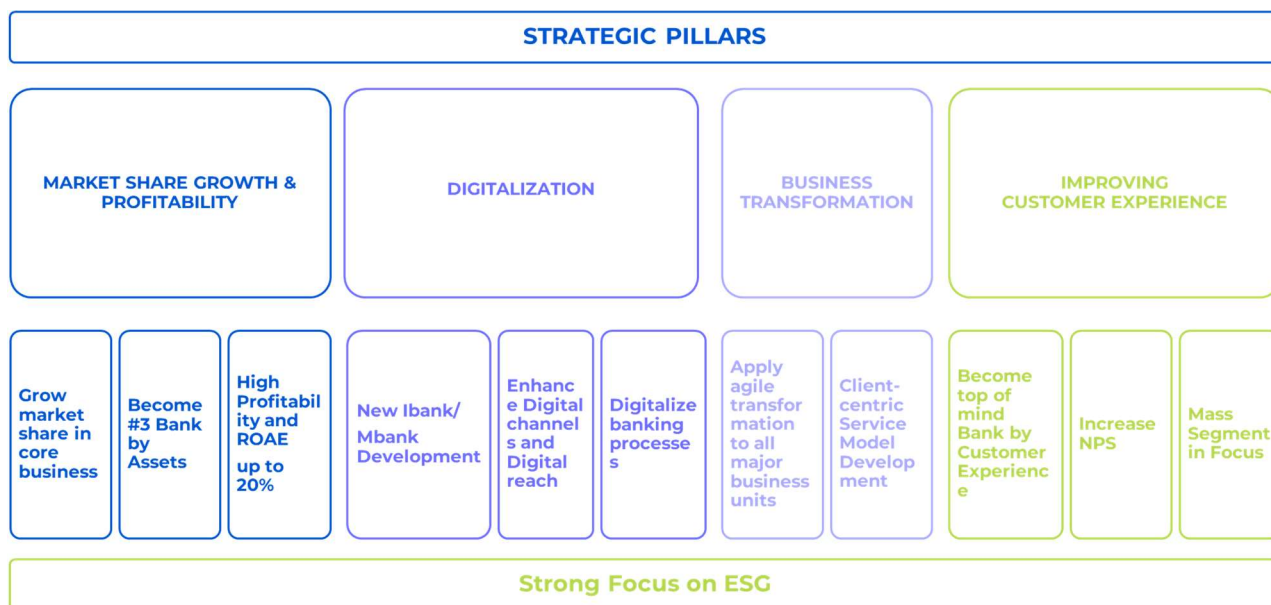 STRATEGIC PILLARS
MARKET SHARE GROWTH &
PROFITABILITY
DIGITALIZATION
BUSINESS
TRANSFORMATION
IMPROVING
CUSTOMER EXPERIENCE
Grow
market
share in
core
business
Become
#3 Bank
by
Assets
High
Profitabil
ity and
ROAE
up to
20%
New Ibank/
Mbank
Development
Enhanc
e Digital
channel
s and
Digital
reach
Digitalize
banking
processe
s
Apply
agile
transfor
mation
to all
major
business
units
Client-
centric
Service
Model
Develop
ment
Become
top of
mind
Bank by
Customer
Experienc
e
Increase
NPS
Mass
Segment
in Focus
Strong Focus on ESG